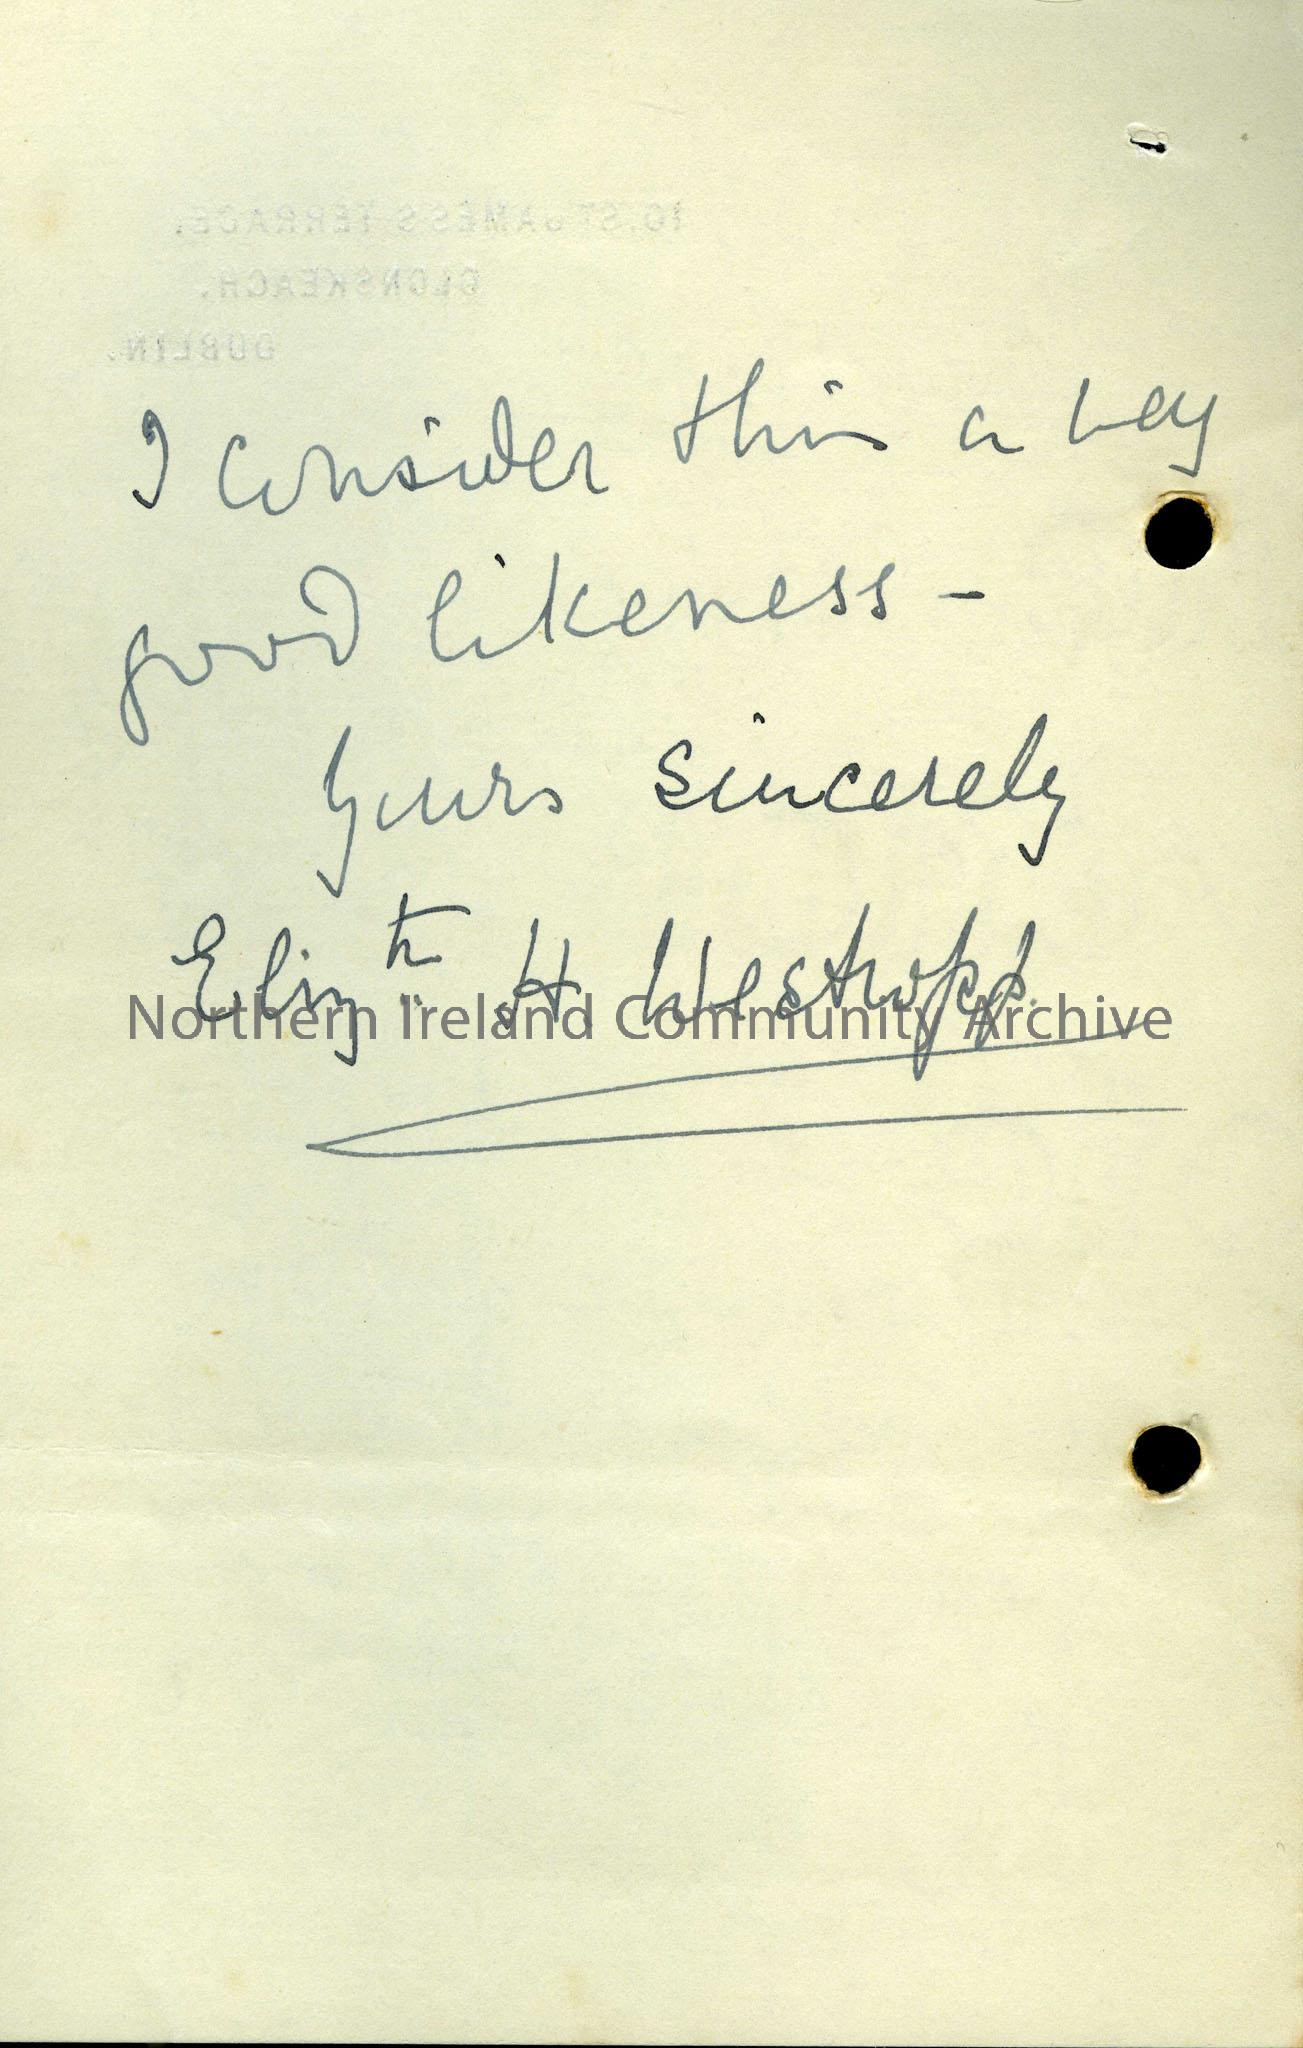 10, ST JAMES'S TERRACE,
CLONSKEAGH,
DUBLIN.
I consider this a very
good likeness –
Yours sincerely
Elizth H. Westropp.
Northern Ireland Community Archive